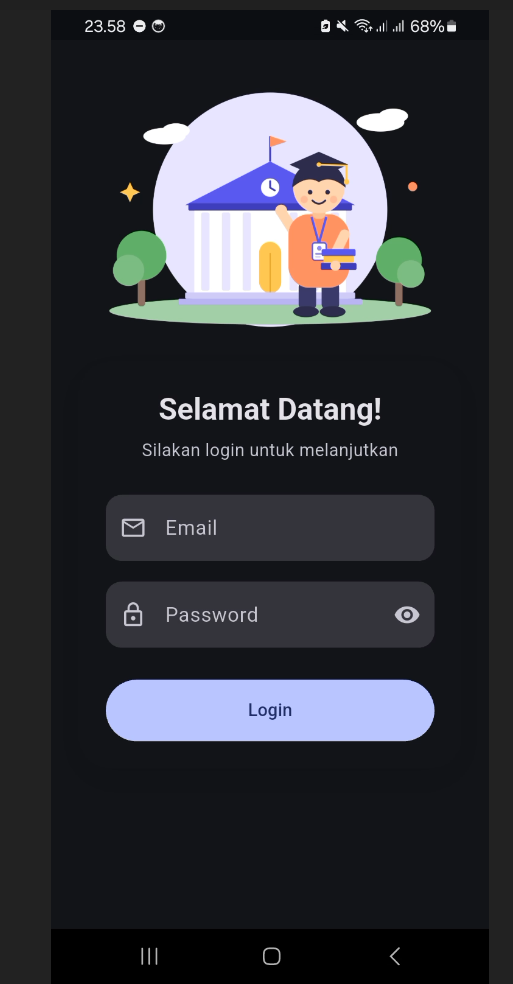 23.58
68%
Selamat Datang!
Silakan login untuk melanjutkan
Email
Password
Login